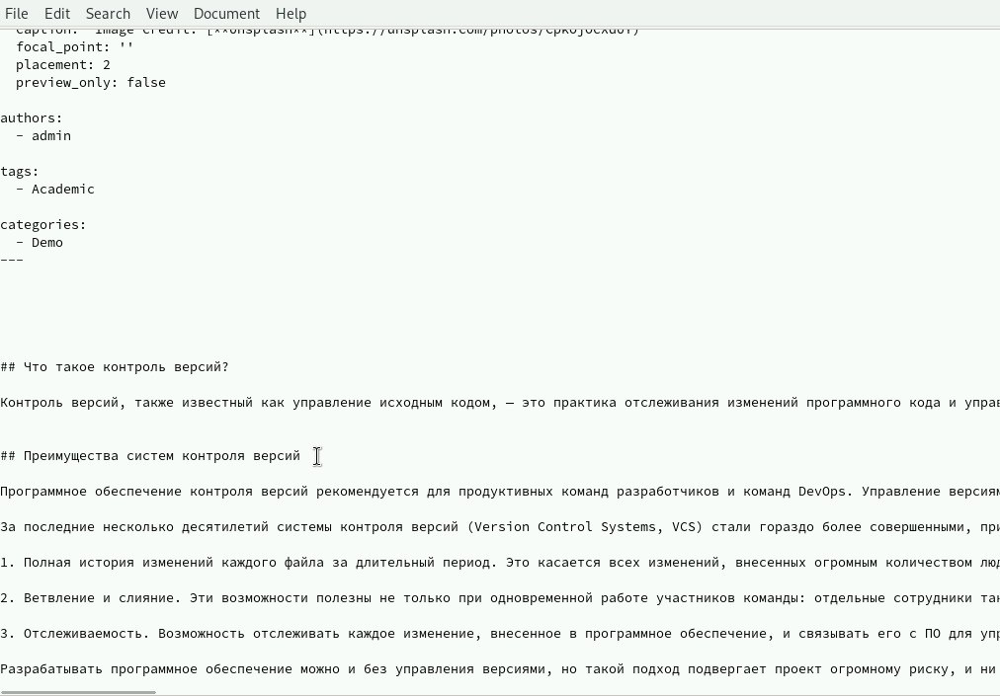 File Edit Search View Document Help
caption: 'Image credit: [**Unsplash**](https://unsplash.com/photos/
focal_point: ''
placement: 2
preview_only: false
authors:
- admin
tags:
- Academic
categories:
- Demo
---
## Что такое контроль версий?
Контроль версий, также известный как управление исходным кодом, — это практика отслеживания изменений программного кода и управ
## Преимущества систем контроля версий
Программное обеспечение контроля версий рекомендуется для продуктивных команд разработчиков и команд DevOps. Управление версиям
За последние несколько десятилетий системы контроля версий (Version Control Systems, VCS) стали гораздо более совершенными, при
1. Полная история изменений каждого файла за длительный период. Это касается всех изменений, внесенных огромным количеством люд
2. Ветвление и слияние. Эти возможности полезны не только при одновременной работе участников команды: отдельные сотрудники так
3. Отслеживаемость. Возможность отслеживать каждое изменение, внесенное в программное обеспечение, и связывать его с ПО для упр
Разрабатывать программное обеспечение можно и без управления версиями, но такой подход подвергает проект огромному риску, и ни